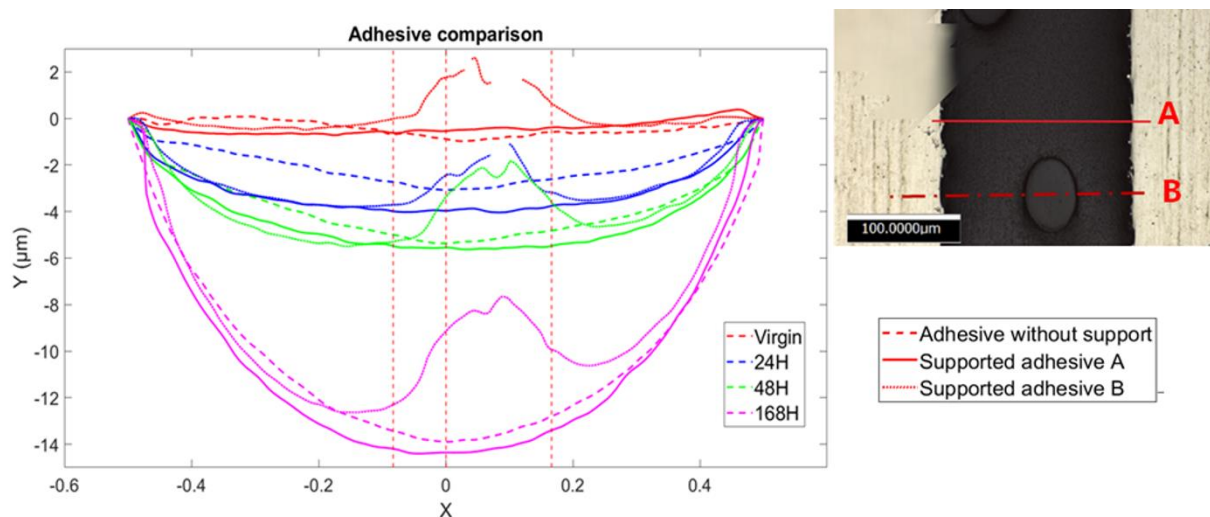 Adhesive comparison
2
0
-2
-4
-6
-8
-10
-12
-14
Y (µm)
-0.6
-0.4
-0.2
0
0.2
0.4
X
Virgin
24H
48H
168H
A
B
100.0000µm
Adhesive without support
Supported adhesive A
Supported adhesive B